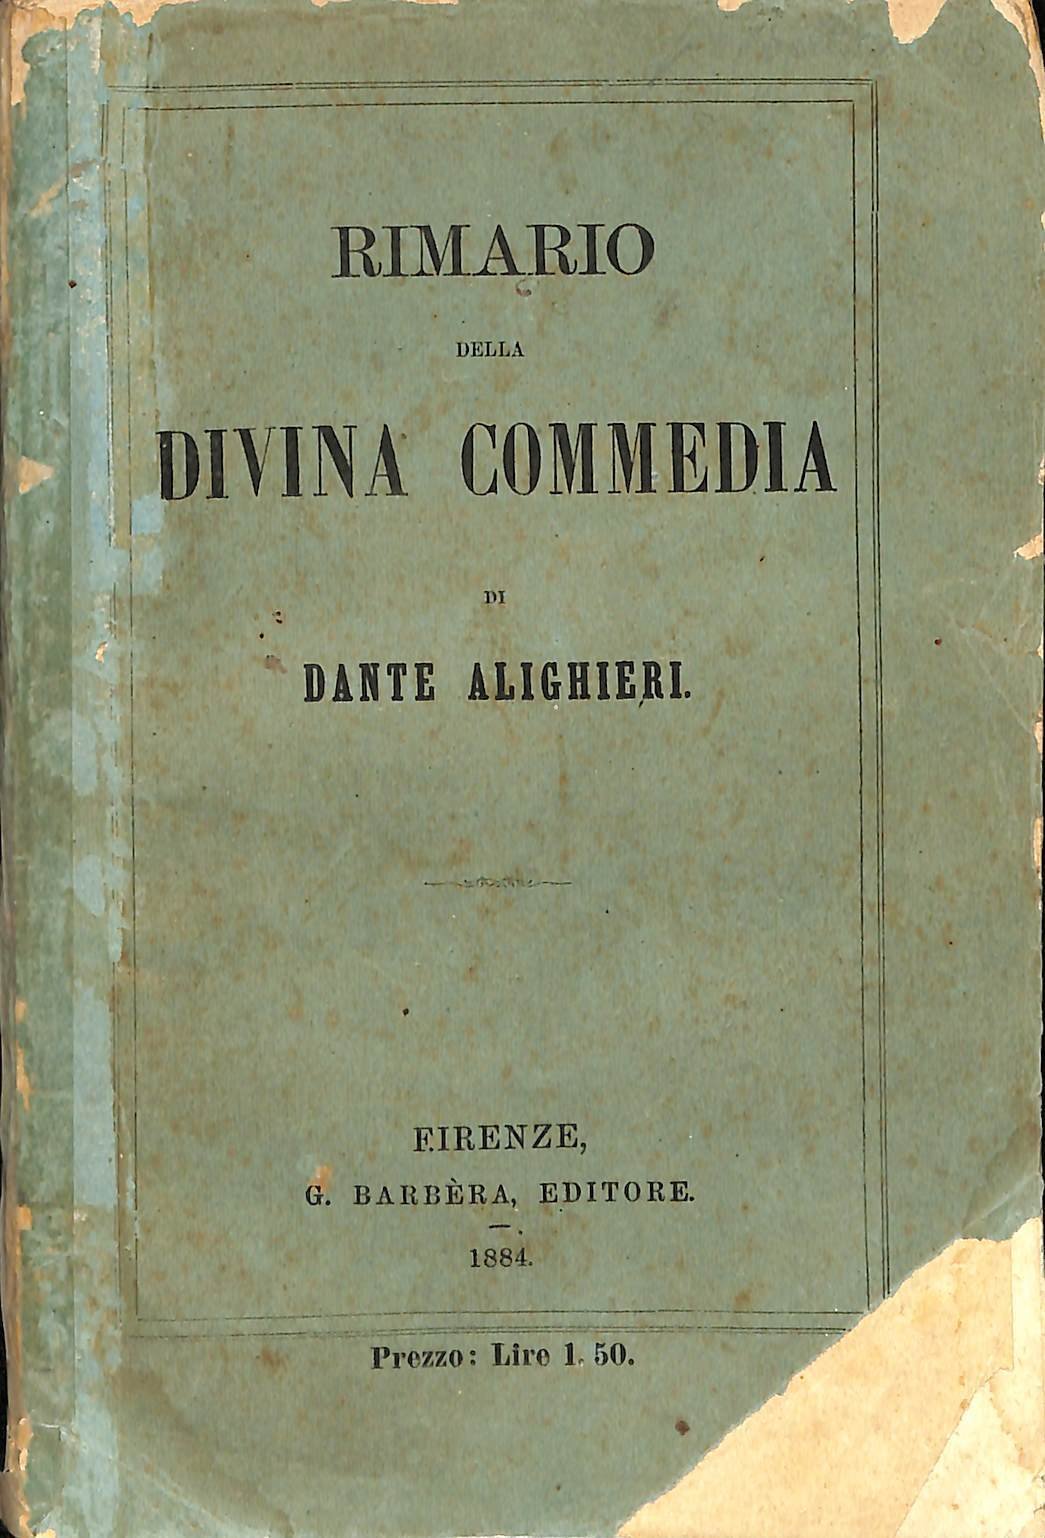 RIMARIO
DELLA
DIVINA COMMEDIA
DI
DANTE ALIGHIERI.
FIRENZE,
G. BARBÈRA, EDITORE.
1884.
Prezzo: Lire 1. 50.